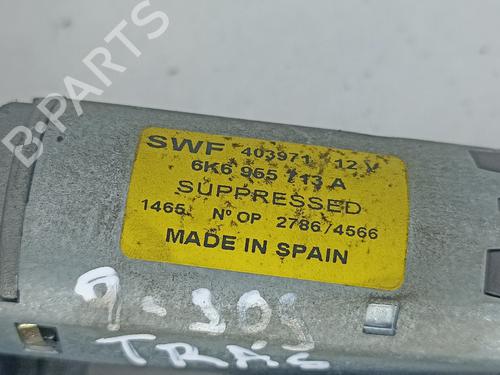 B-PARTS
SWF 403971 12 V
6K6 955 713 A
SUPPRESSED
1465 Nº OP 2786/4566
MADE IN SPAIN
TRAS